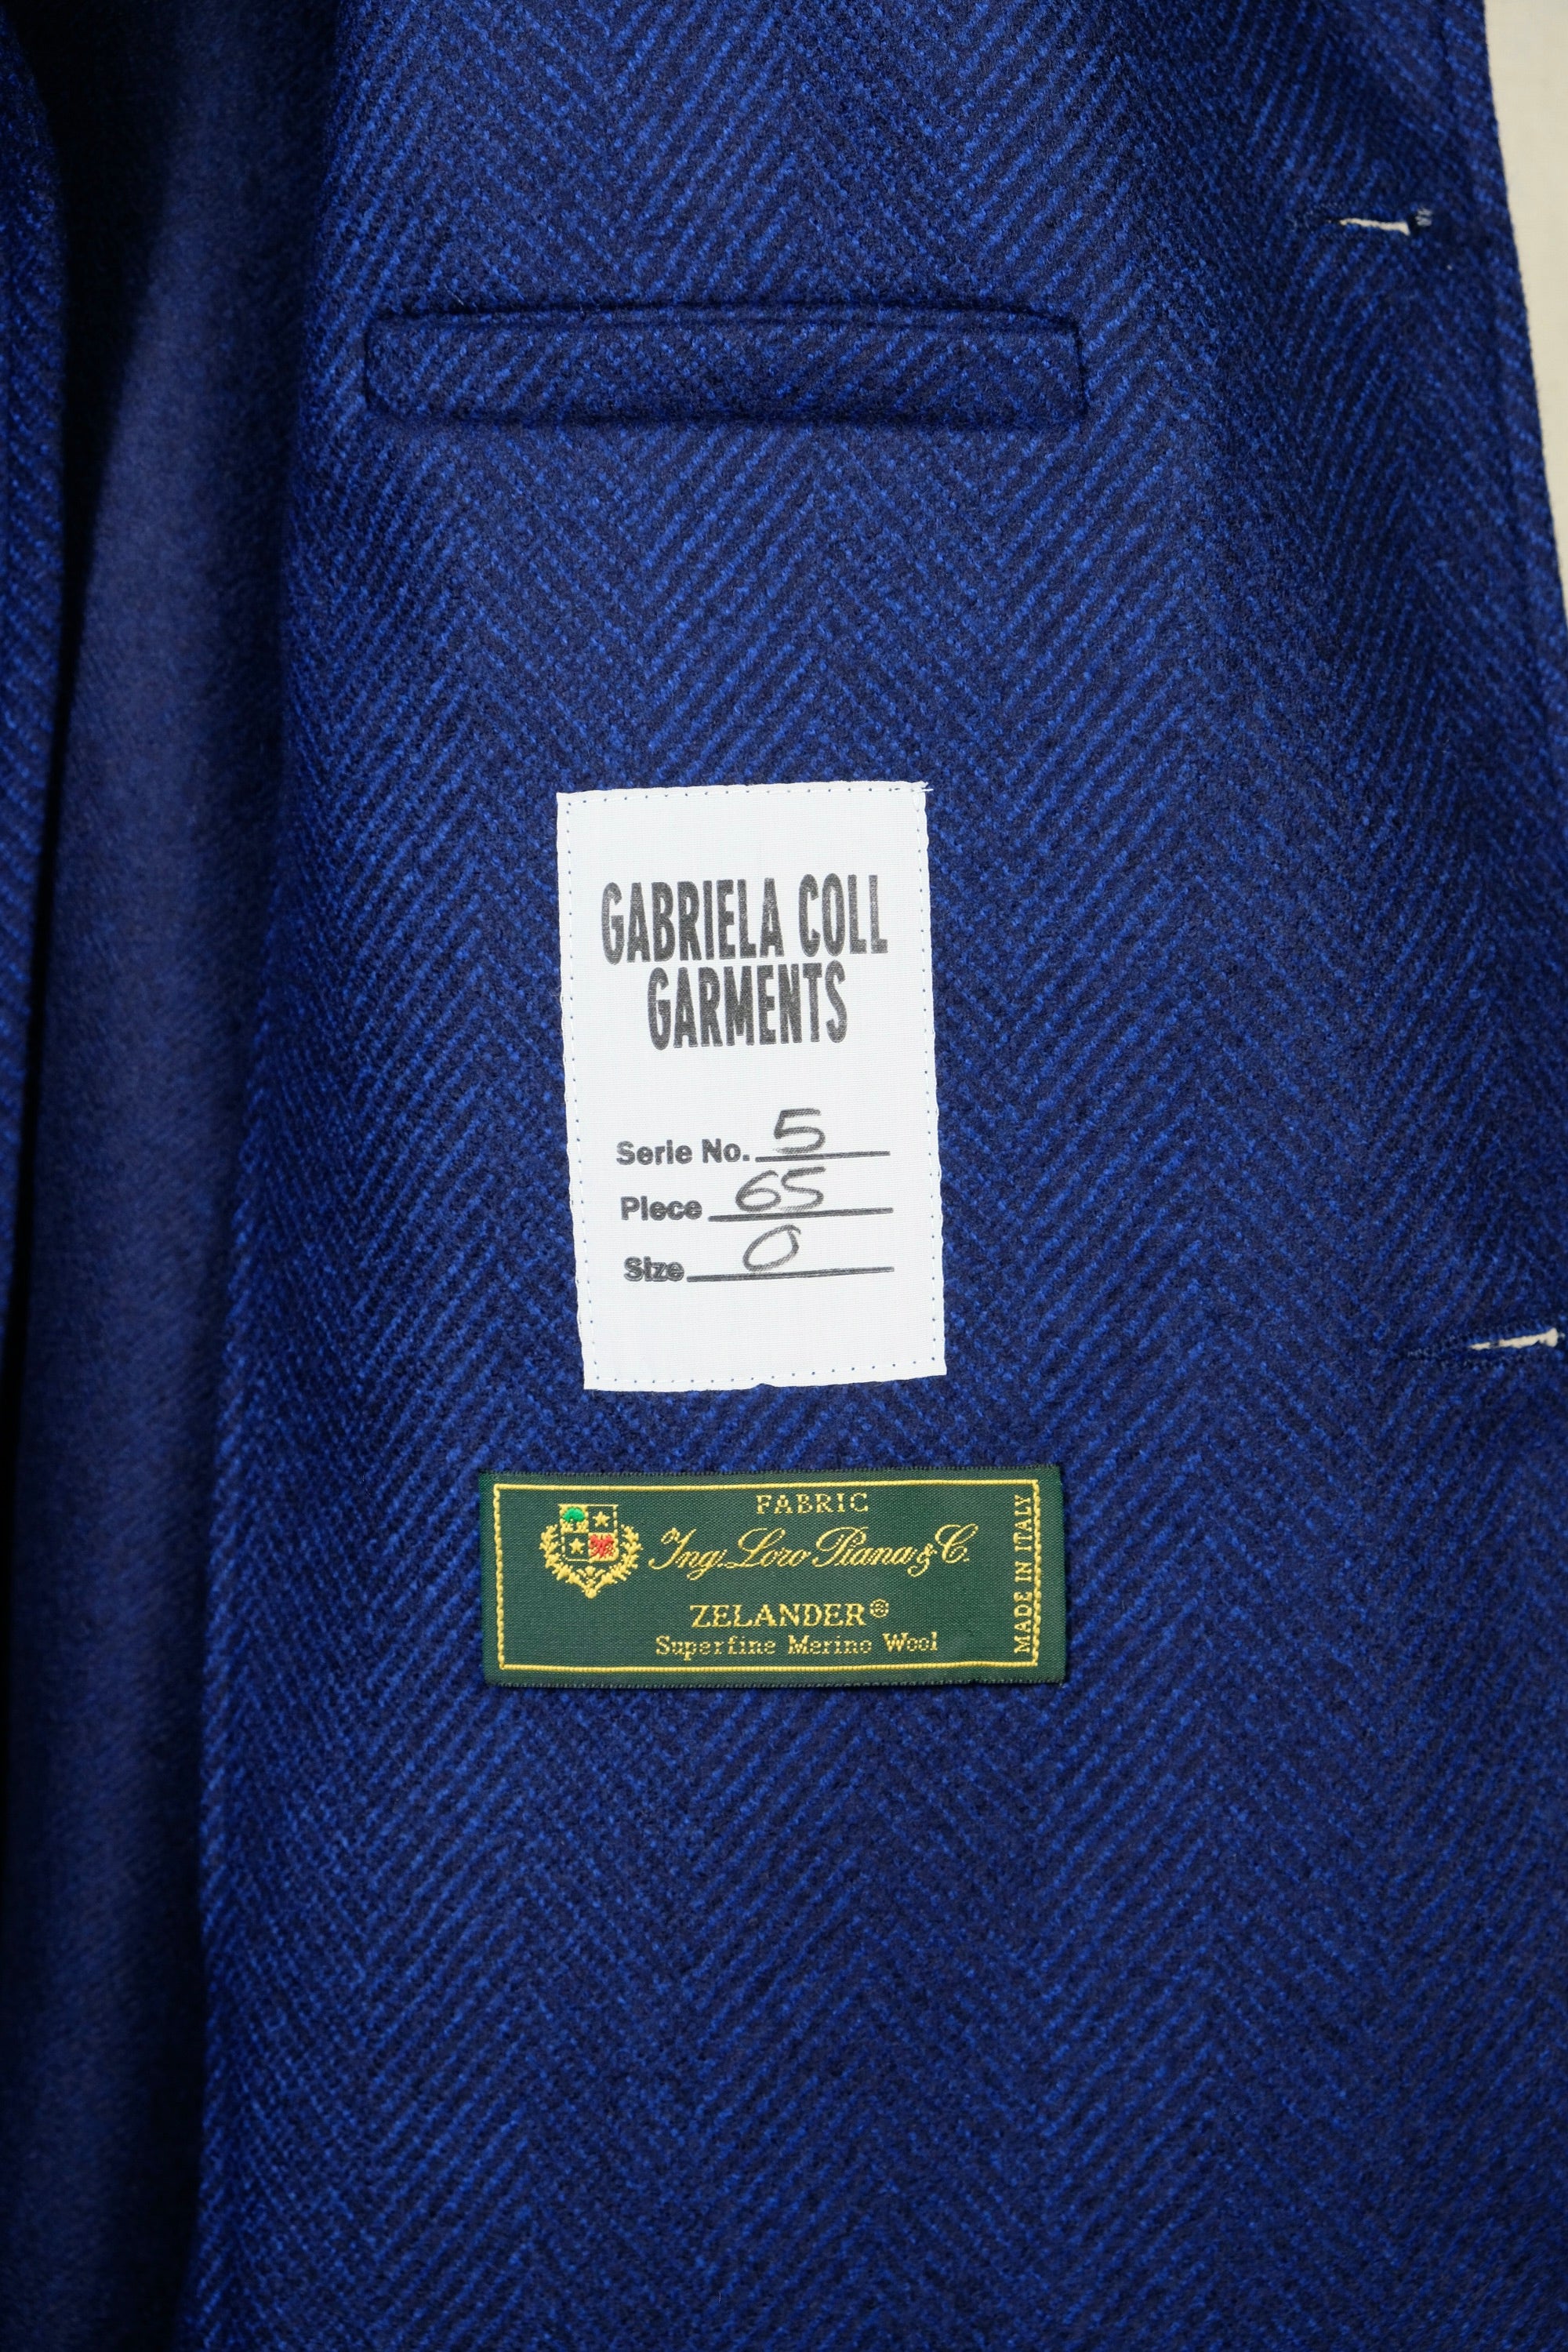 GABRIELA COLL
GARMENTS
Serie No. 5
Piece 65
Size 0
FABRIC
Ing. Loro Piana & C.
ZELANDER®
Superfine Merino Wool
MADE IN ITALY